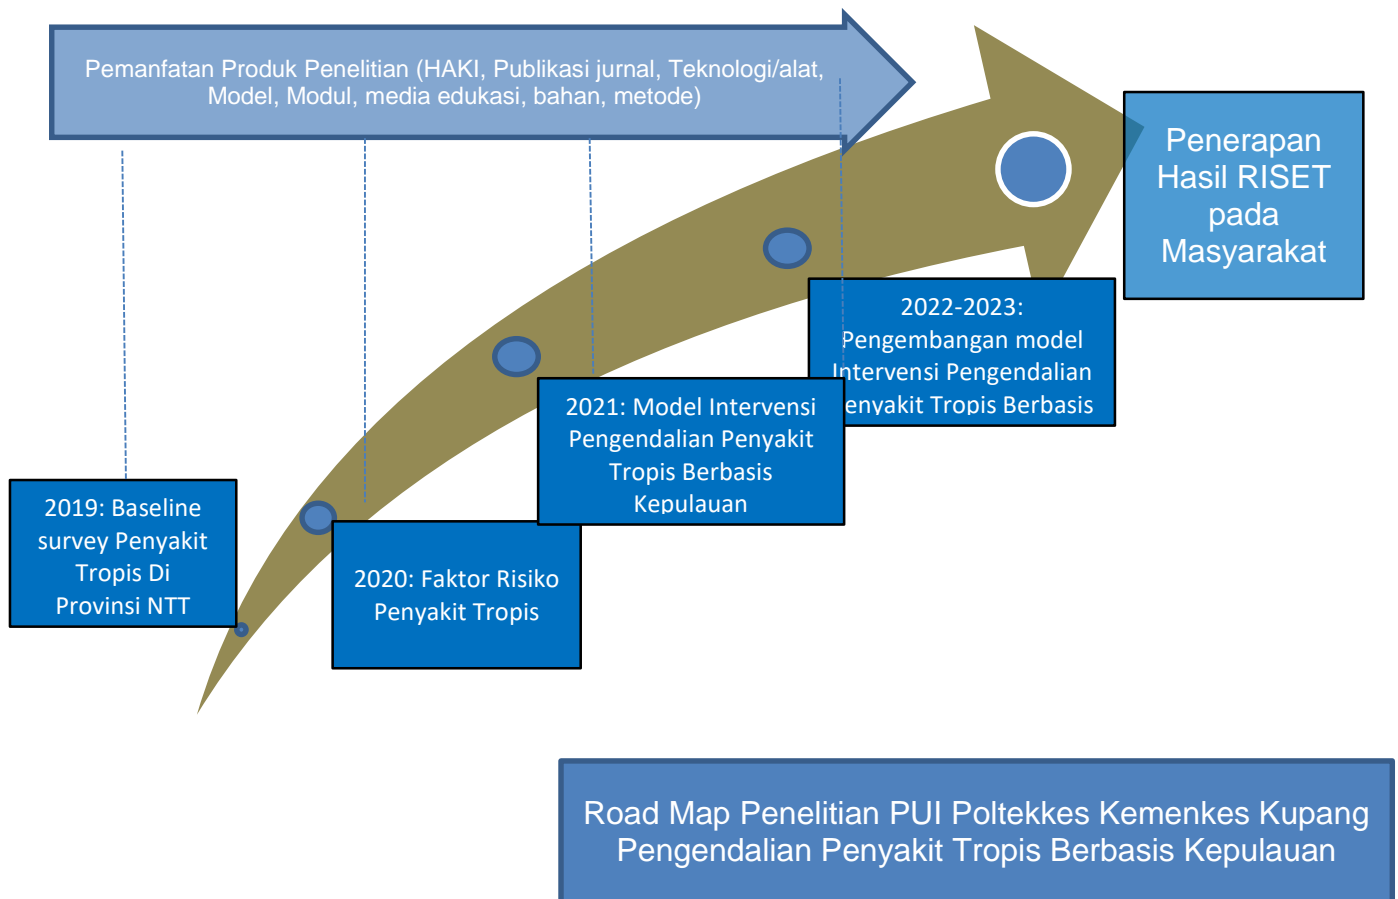 Pemanfatan Produk Penelitian (HAKI, Publikasi jurnal, Teknologi/alat,
Model, Modul, media edukasi, bahan, metode)
Penerapan
Hasil RISET
pada
Masyarakat
2022-2023:
Pengembangan model
Intervensi Pengendalian
Penyakit Tropis Berbasis
2021: Model Intervensi
Pengendalian Penyakit
Tropis Berbasis
Kepulauan
2019: Baseline
survey Penyakit
Tropis Di
Provinsi NTT
2020: Faktor Risiko
Penyakit Tropis
Road Map Penelitian PUI Poltekkes Kemenkes Kupang
Pengendalian Penyakit Tropis Berbasis Kepulauan